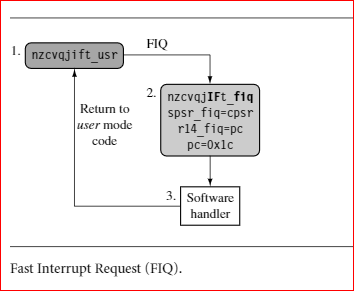 1. nzcvqjift_usr
FIQ
2. nzcvqjIFt_fiq
spsr_fiq=cpsr
r14_fiq=pc
pc=0x1c
Return to
user mode
code
3. Software
handler
Fast Interrupt Request (FIQ).